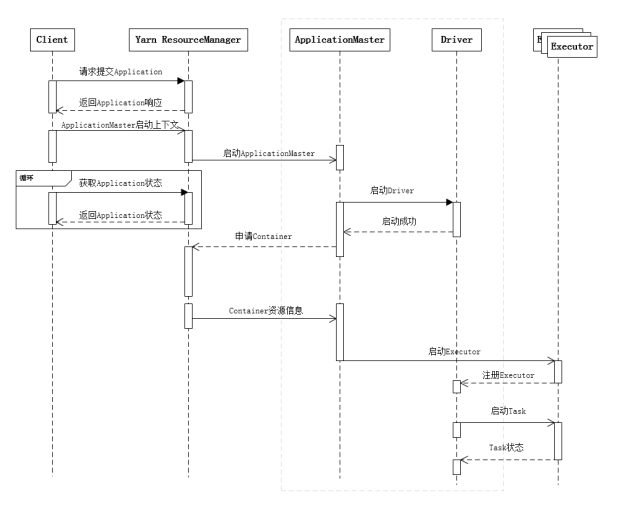 Client
Yarn ResourceManager
ApplicationMaster
Driver
Executor
请求提交Application
返回Application响应
ApplicationMaster启动上下文
启动ApplicationMaster
循环
获取Application状态
启动Driver
返回Application状态
启动成功
申请Container
Container资源信息
启动Executor
注册Executor
启动Task
Task状态